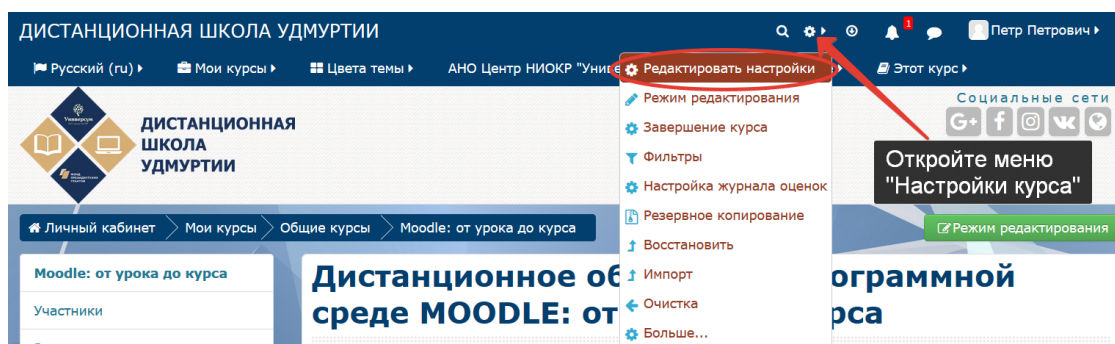 ДИСТАНЦИОННАЯ ШКОЛА УДМУРТИИ
1
Петр Петрович
Русский (ru)
Мои курсы
Цвета темы
АНО Центр НИОКР "Униве
Этот курс
Редактировать настройки
Режим редактирования
Завершение курса
Фильтры
Настройка журнала оценок
Резервное копирование
Восстановить
Импорт
Очистка
Больше...
Универсум
ДИСТАНЦИОННАЯ
ШКОЛА
УДМУРТИИ
Социальные сети
G+
Откройте меню
"Настройки курса"
Личный кабинет
Мои курсы
Общие курсы
Moodle: от урока до курса
Режим редактирования
Moodle: от урока до курса
Участники
Дистанционное об рограммной
среде MOODLE: от рса